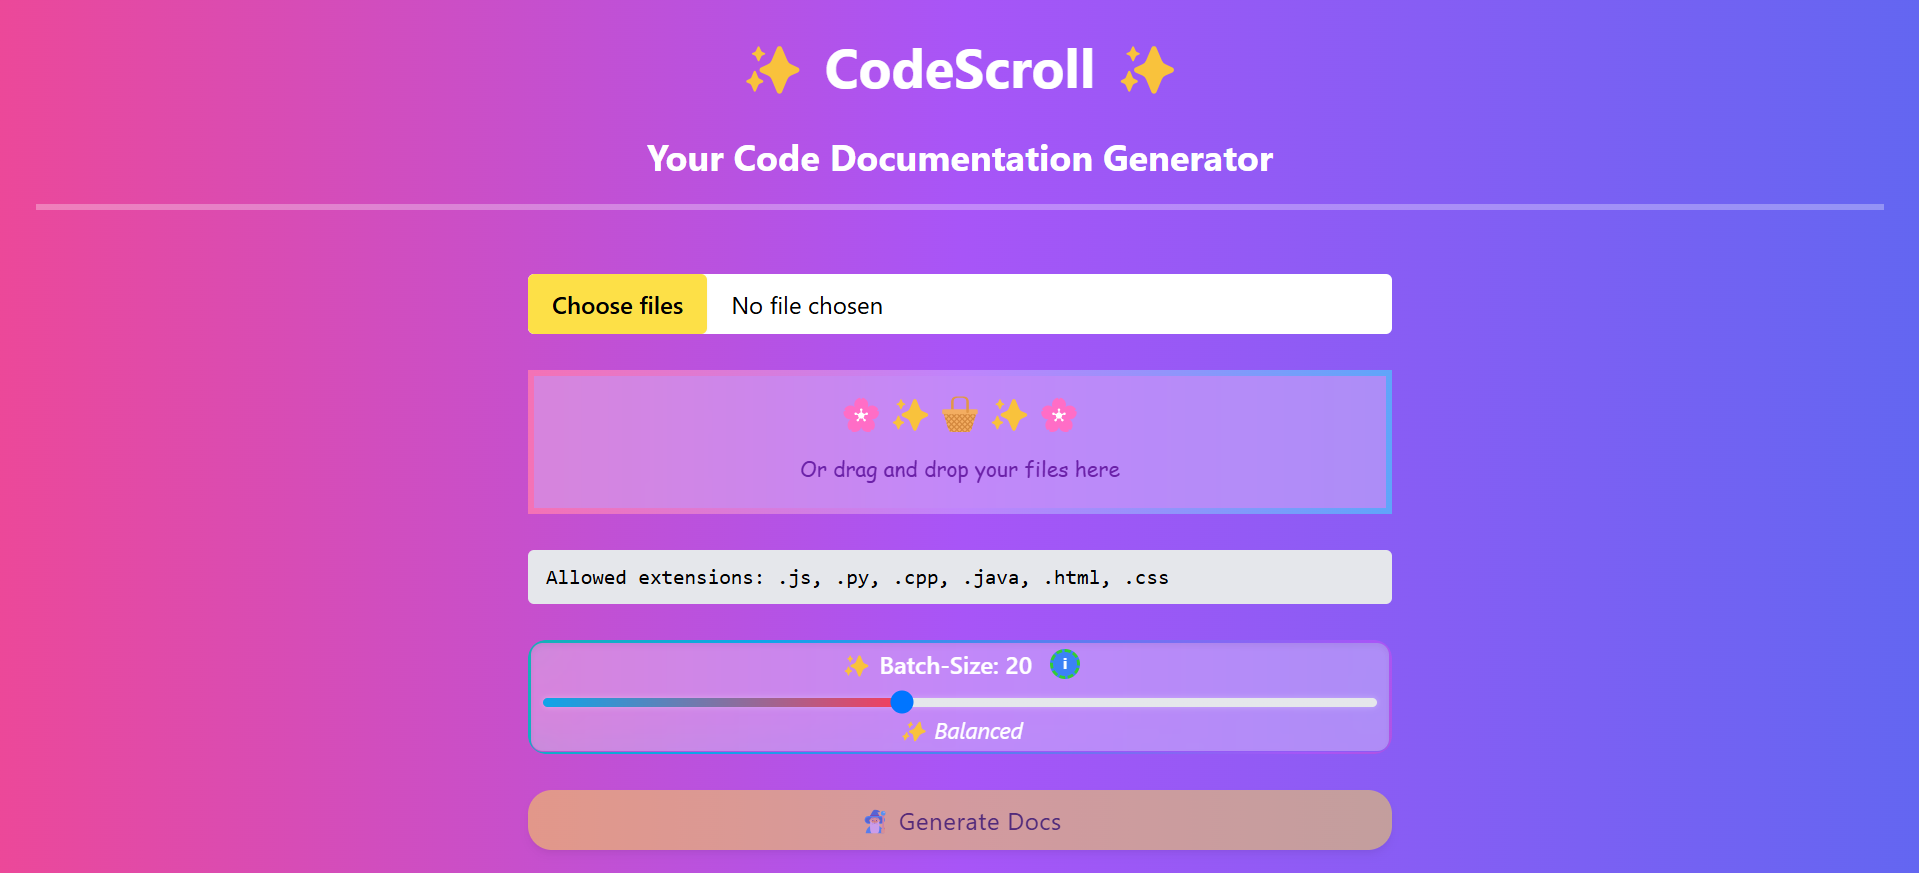 ✨ CodeScroll ✨
Your Code Documentation Generator
Choose files No file chosen
Or drag and drop your files here
Allowed extensions: .js, .py, .cpp, .java, .html, .css
✨ Batch-Size: 20 i
✨ Balanced
Generate Docs